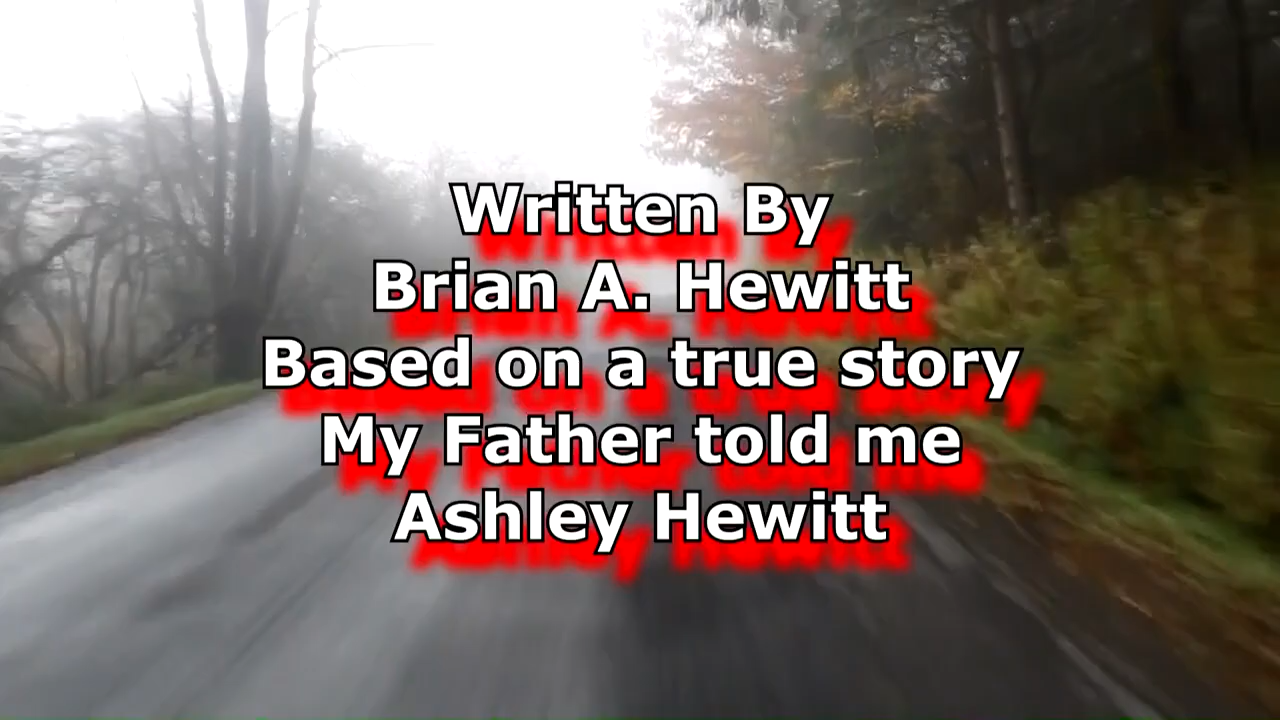 Written By
Brian A. Hewitt
Based on a true story
My Father told me
Ashley Hewitt